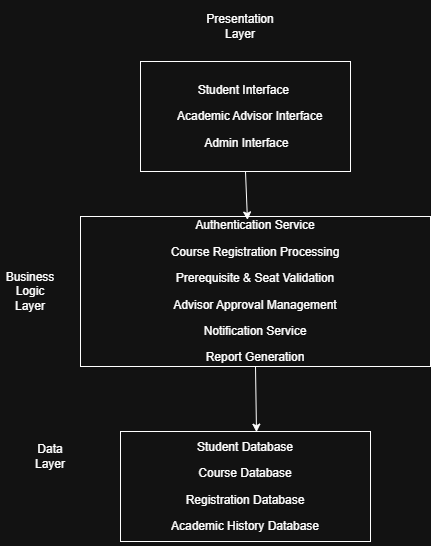 Presentation
Layer
Student Interface
Academic Advisor Interface
Admin Interface
Business
Logic
Layer
Authentication Service
Course Registration Processing
Prerequisite & Seat Validation
Advisor Approval Management
Notification Service
Report Generation
Data
Layer
Student Database
Course Database
Registration Database
Academic History Database